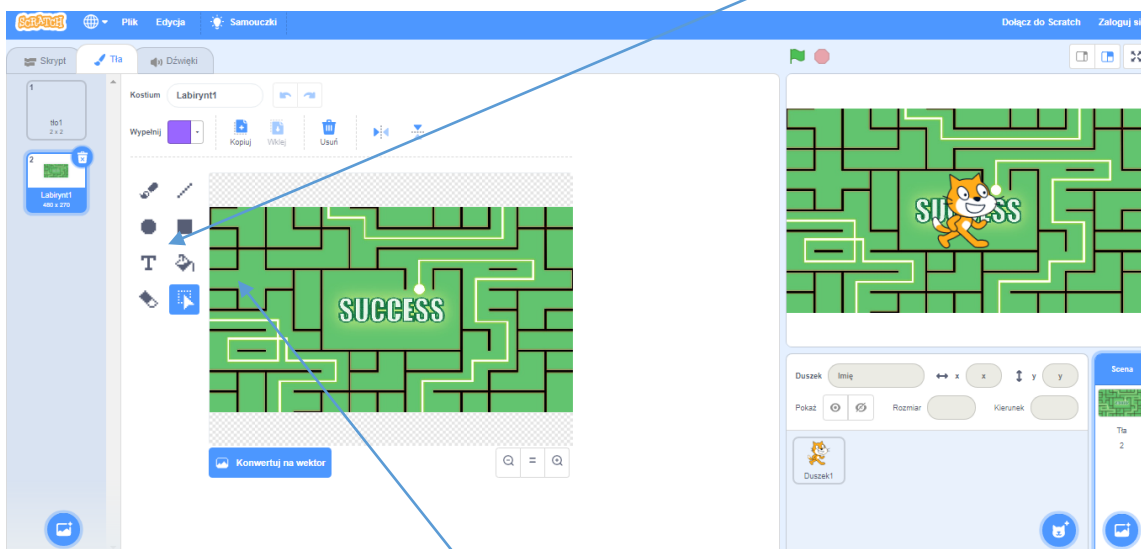 SCRATCH Plik Edycja Samouczki Dołącz do Scratch Zaloguj si
Skrypt Tła Dźwięki
1
tło1
2 x 2
2
Labirynt1
480 x 270
Kostium Labirynt1
Wypełnij Kopiuj Wklej Usuń
T
SUCCESS
Konwertuj na wektor
=
SUCCESS
Duszek Imię x x y y
Pokaż Rozmiar Kierunek
Duszek1
Scena
Tła
2